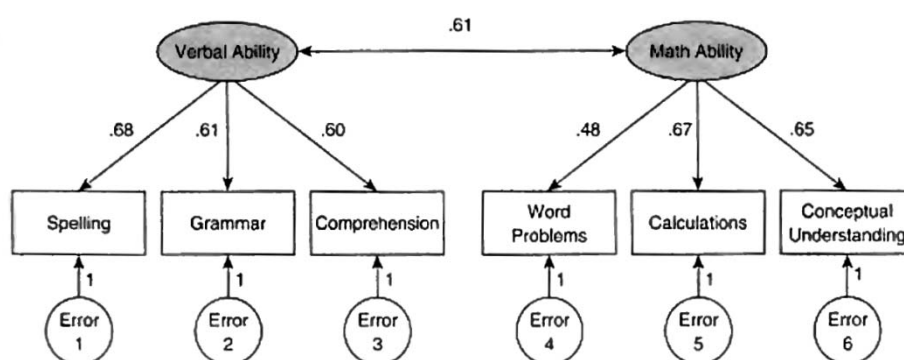 .61
Verbal Ability
Math Ability
.68
.61
.60
.48
.67
.65
Spelling
Grammar
Comprehension
Word
Problems
Calculations
Conceptual
Understanding
1
1
1
1
1
1
Error
1
Error
2
Error
3
Error
4
Error
5
Error
6